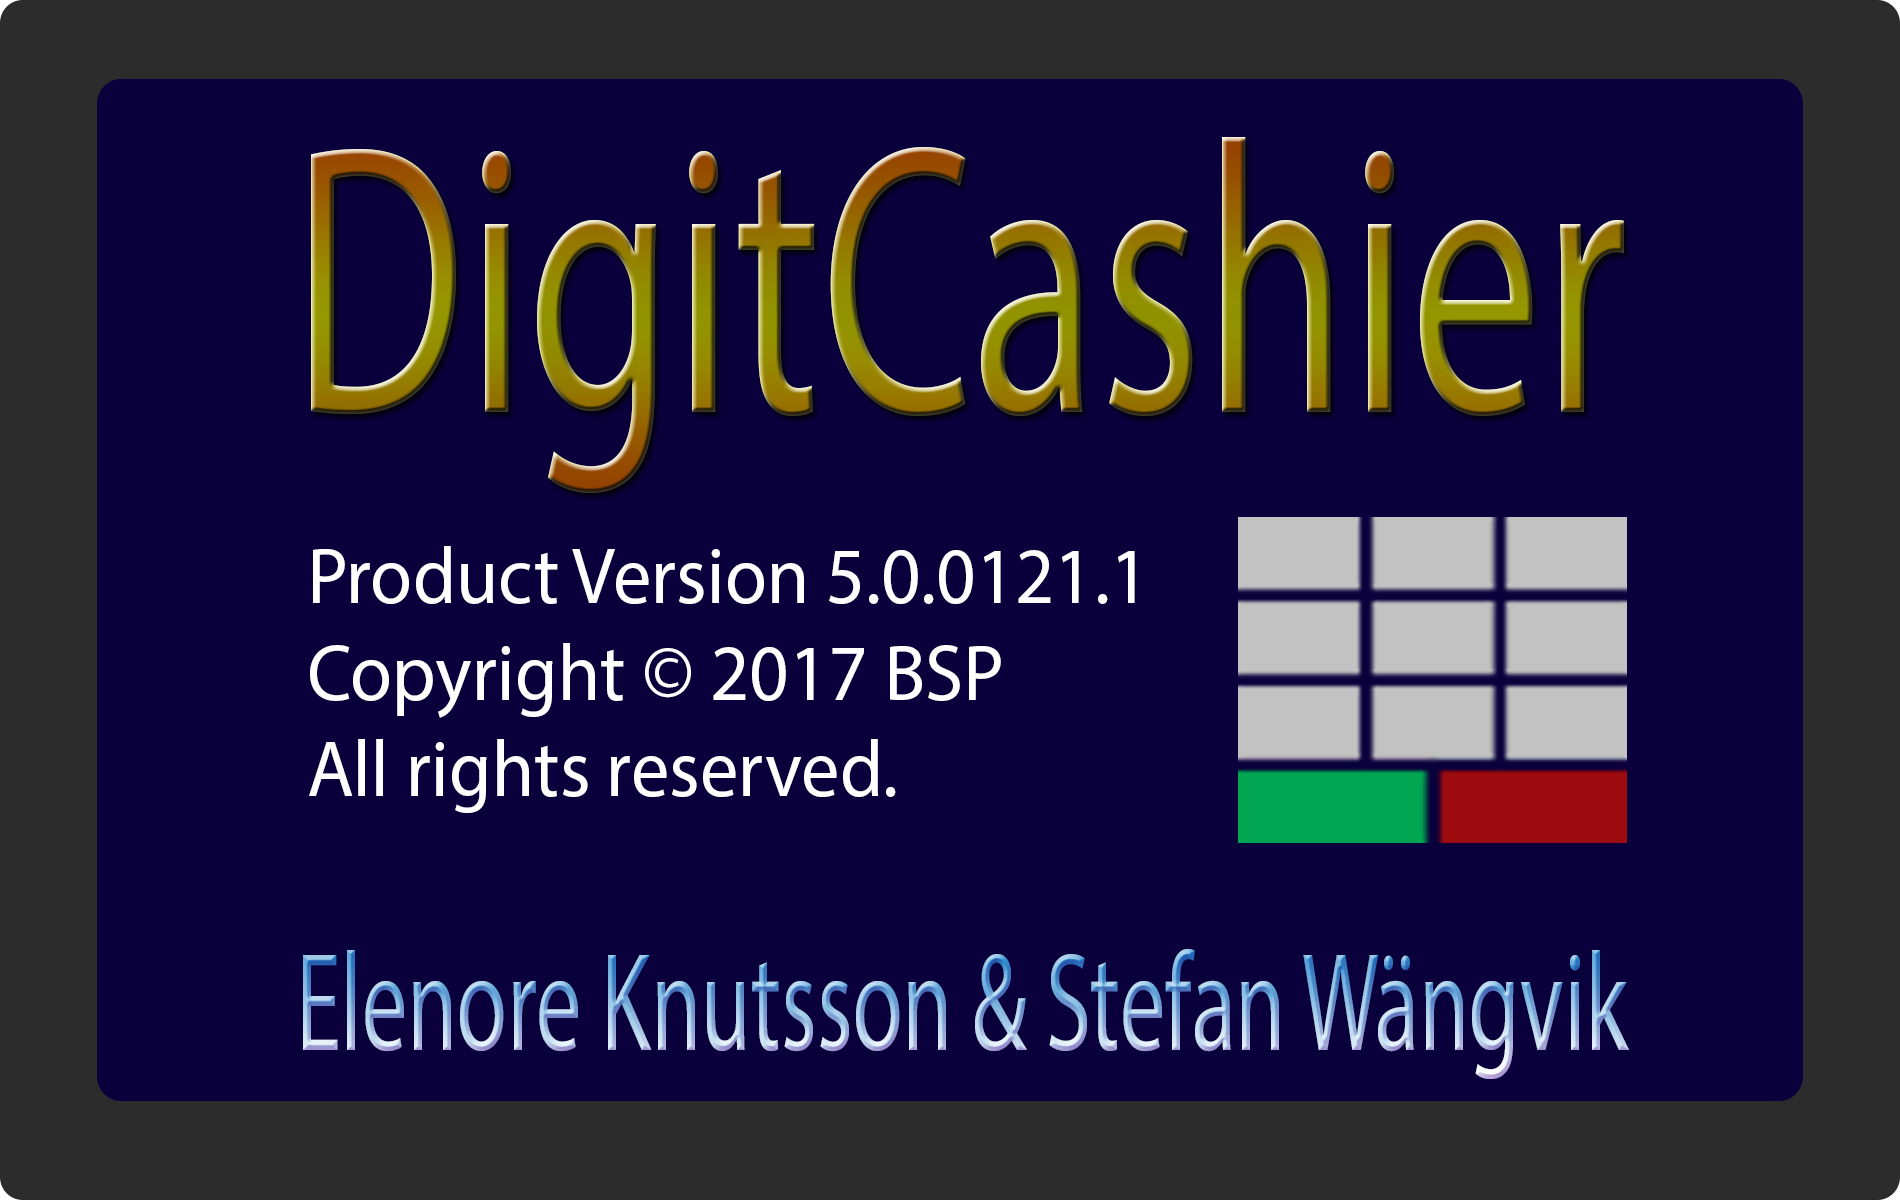 DigitCashier
Product Version 5.0.0121.1
Copyright © 2017 BSP
All rights reserved.
Elenore Knutsson & Stefan Wängvik